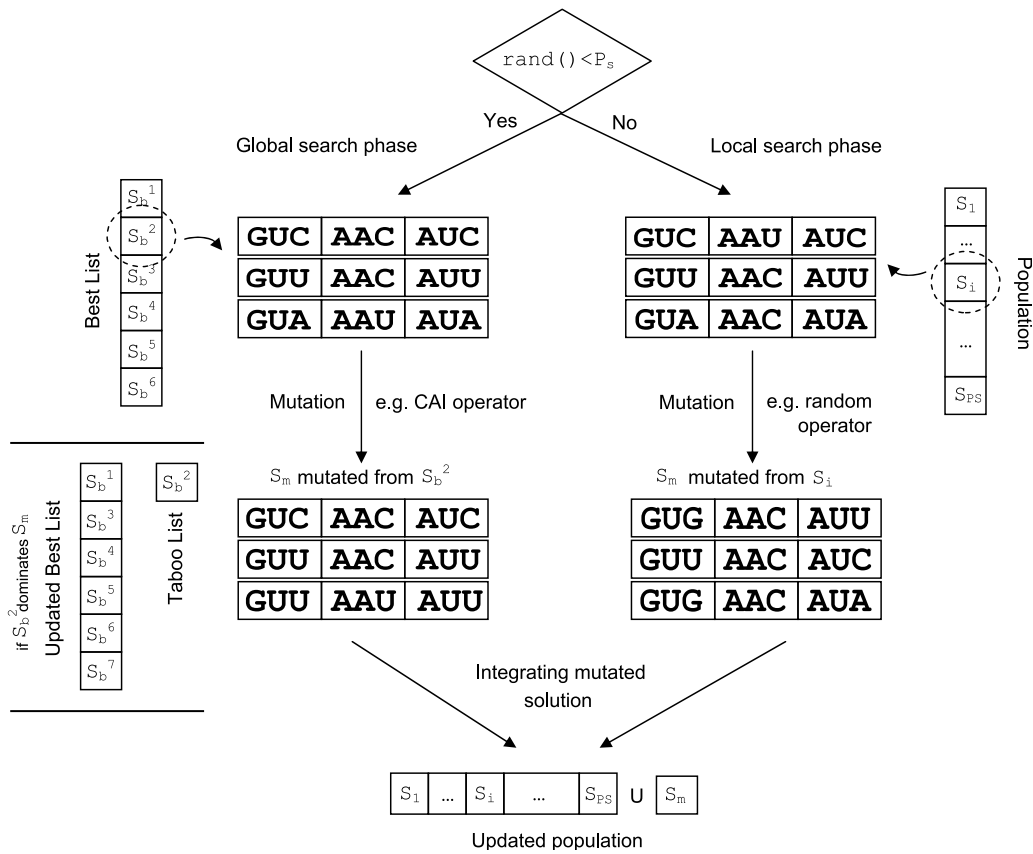 rand()<Ps
Yes
No
Global search phase
Local search phase
Best List
Sb1
Sb2
Sb3
Sb4
Sb5
Sb6
GUC AAC AUC
GUU AAC AUU
GUA AAU AUA
GUC AAU AUC
GUU AAC AUU
GUA AAC AUA
S1
...
Si
...
SPS
Population
Mutation
e.g. CAI operator
Mutation
e.g. random
operator
if Sb2 dominates Sm
Updated Best List
Sb1
Sb3
Sb4
Sb5
Sb6
Sb7
Taboo List
Sb2
Sm mutated from Sb2
GUC AAC AUC
GUU AAC AUU
GUU AAU AUU
Sm mutated from Si
GUG AAC AUU
GUU AAC AUC
GUG AAC AUA
Integrating mutated
solution
S1 ... Si ... SPS U Sm
Updated population